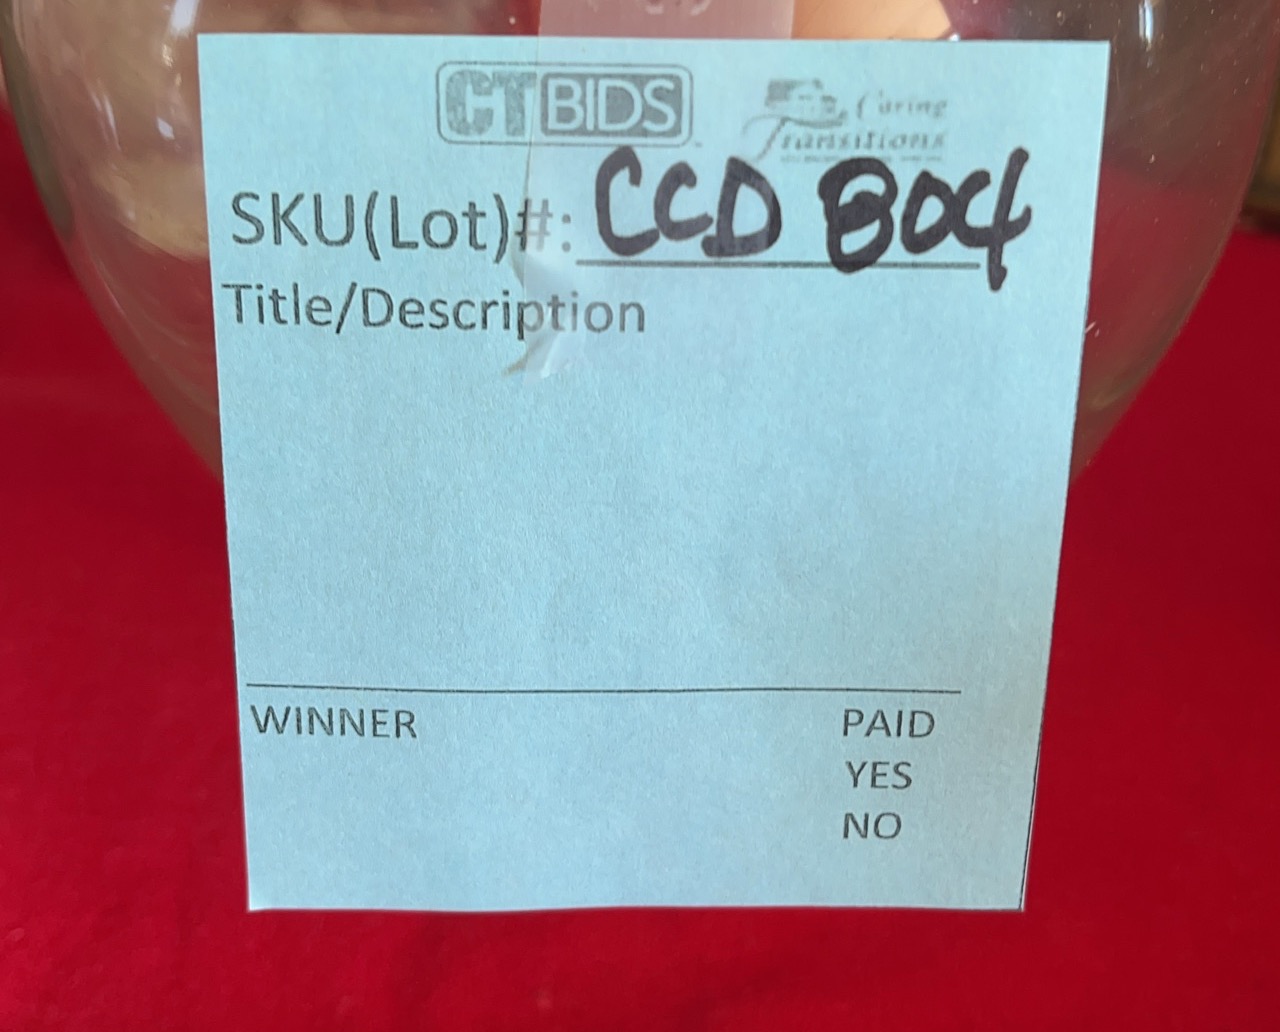 CTBIDS
Caring
Transitions
SKU(Lot)#: CCD 804
Title/Description
WINNER PAID
YES
NO